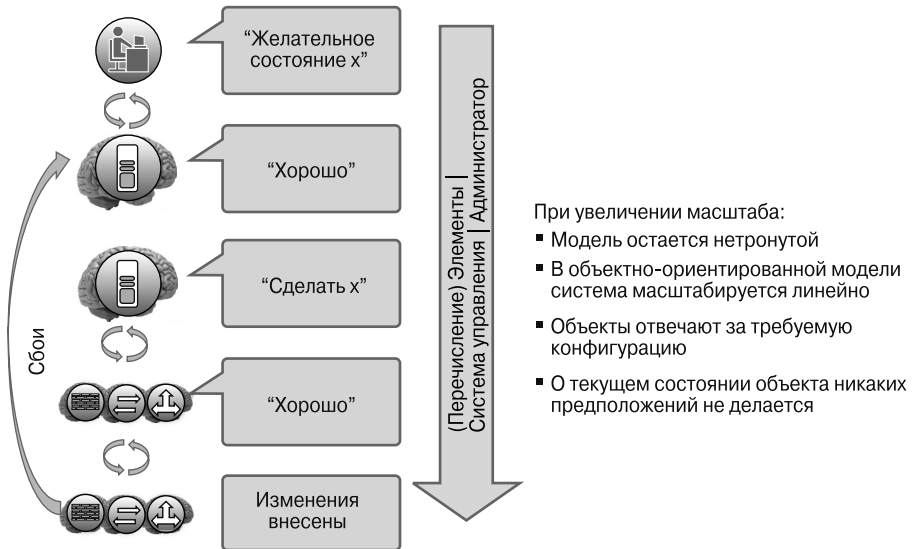 “Желательное
состояние x”
“Хорошо”
“Сделать x”
“Хорошо”
Изменения
внесены
Сбои
(Перечисление) Элементы |
Система управления | Администратор
При увеличении масштаба:
▪ Модель остается нетронутой
▪ В объектно-ориентированной модели
система масштабируется линейно
▪ Объекты отвечают за требуемую
конфигурацию
▪ О текущем состоянии объекта никаких
предположений не делается